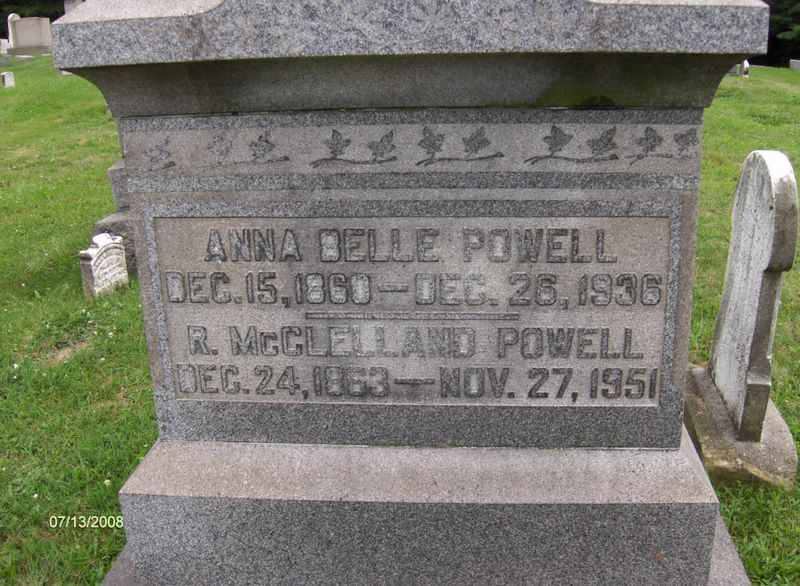 ANNA BELLE POWELL
DEC. 15, 1860 — DEC. 26, 1936
R. McCLELLAND POWELL
DEC. 24, 1863 — NOV. 27, 1951
07/13/2008